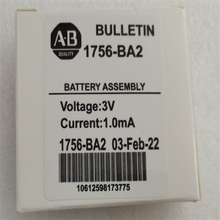 AB
BULLETIN
1756-BA2
BATTERY ASSEMBLY
Voltage:3V
Current:1.0mA
1756-BA2 03-Feb-22
10612598173775